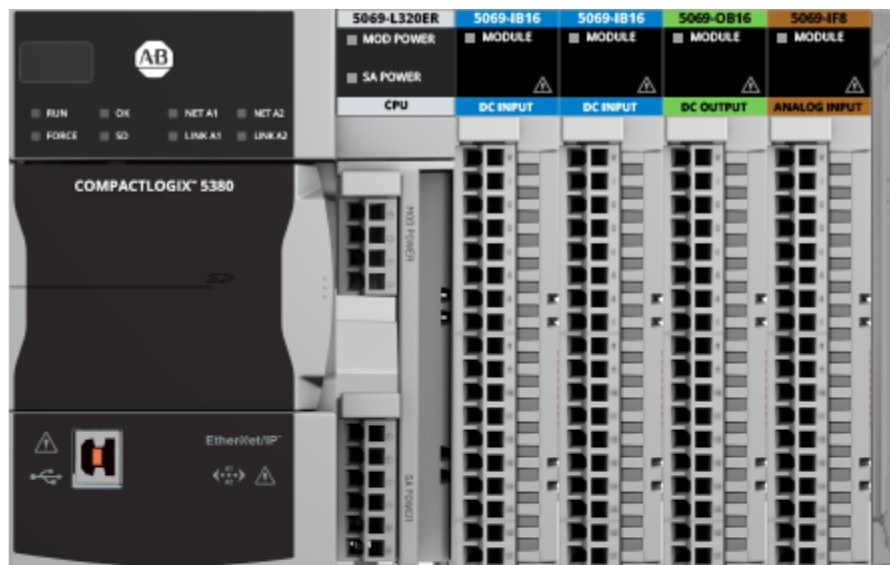 5069-L320ER
5069-IB16
5069-IB16
5069-OB16
5069-IF8
MOD POWER
MODULE
MODULE
MODULE
MODULE
SA POWER
CPU
DC INPUT
DC INPUT
DC OUTPUT
ANALOG INPUT
AB
RUN
OK
NET A1
NET A2
FORCE
SD
LINK A1
LINK A2
COMPACTLOGIX™ 5380
MOD POWER
SA POWER
EtherNet/IP™
A1
A2